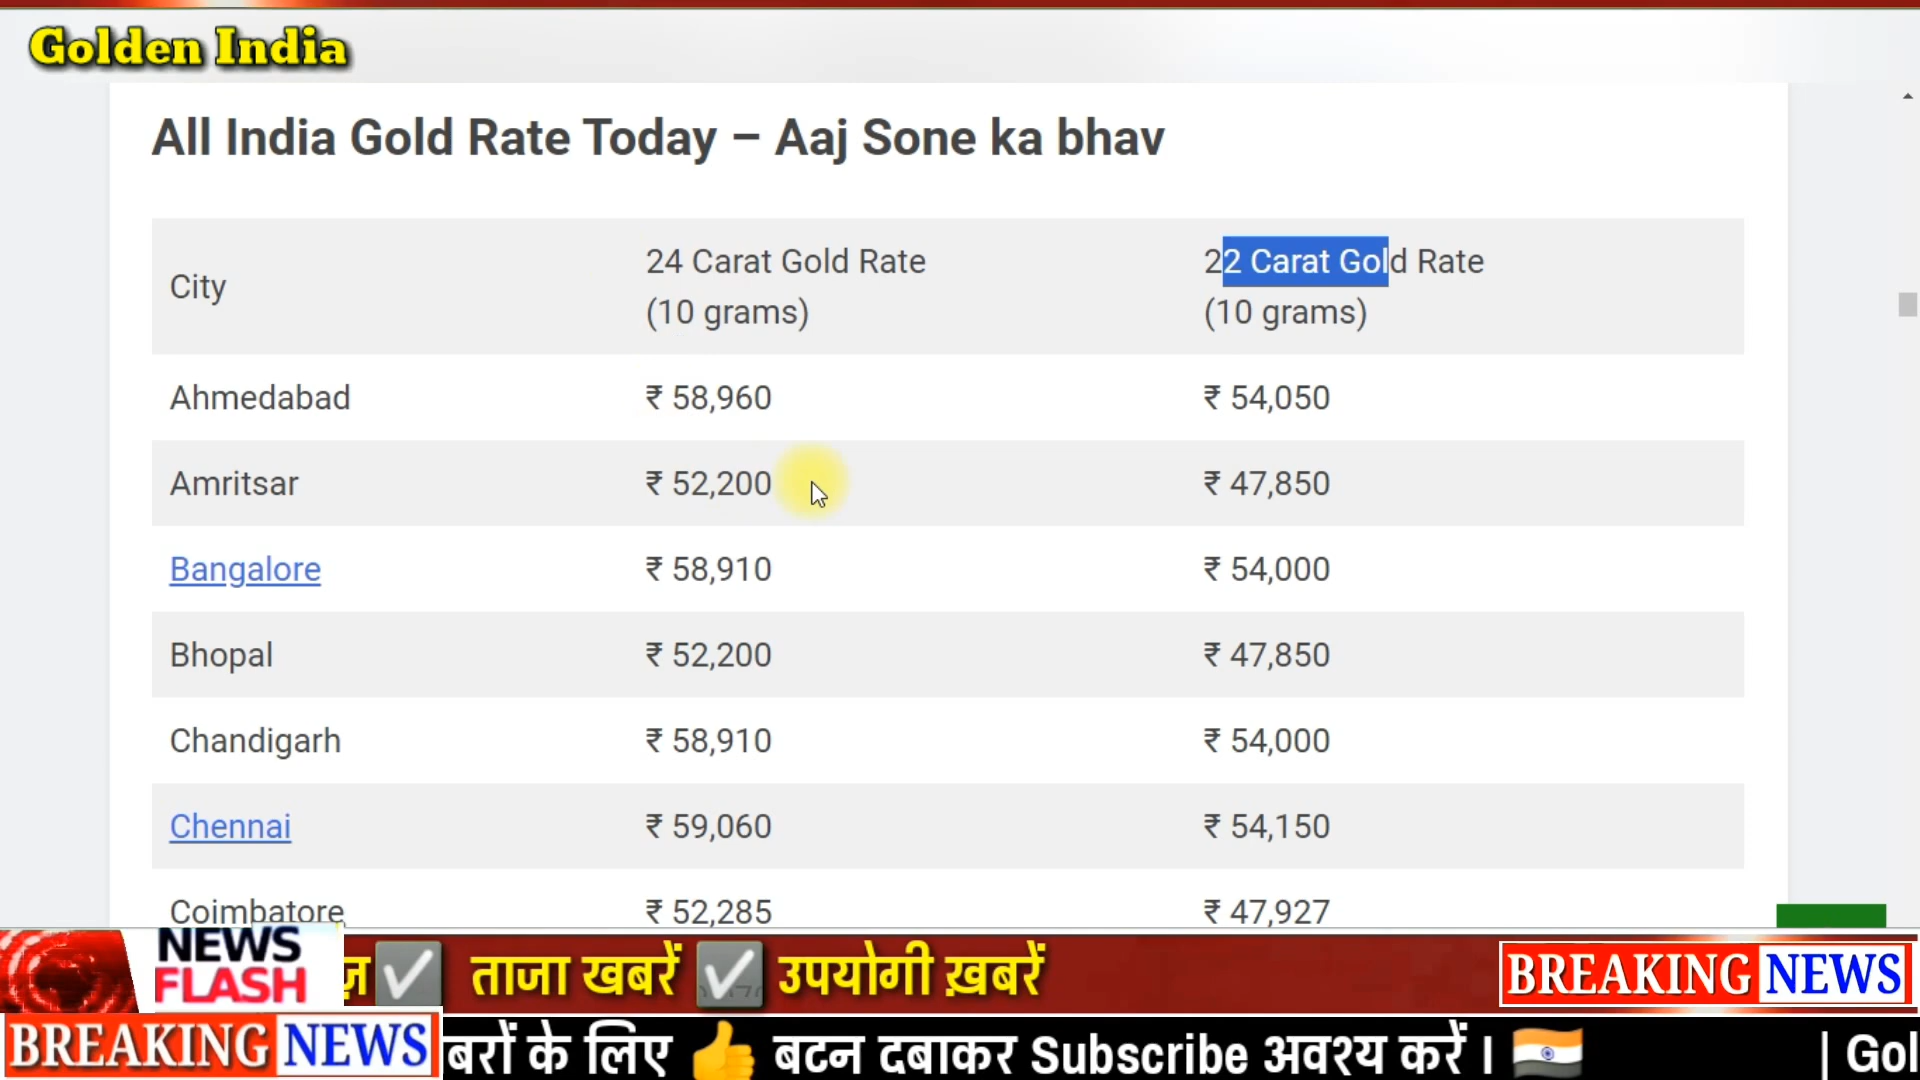 Golden India
All India Gold Rate Today – Aaj Sone ka bhav
City
24 Carat Gold Rate
(10 grams)
22 Carat Gold Rate
(10 grams)
Ahmedabad ₹ 58,960 ₹ 54,050
Amritsar ₹ 52,200 ₹ 47,850
Bangalore ₹ 58,910 ₹ 54,000
Bhopal ₹ 52,200 ₹ 47,850
Chandigarh ₹ 58,910 ₹ 54,000
Chennai ₹ 59,060 ₹ 54,150
Coimbatore ₹ 52,285 ₹ 47,927
NEWS
FLASH
ज़ ✔ ताजा खबरें ✔ उपयोगी ख़बरें
BREAKING NEWS
BREAKING NEWS
बरों के लिए 👍 बटन दबाकर Subscribe अवश्य करें । 🇮🇳 | Gol